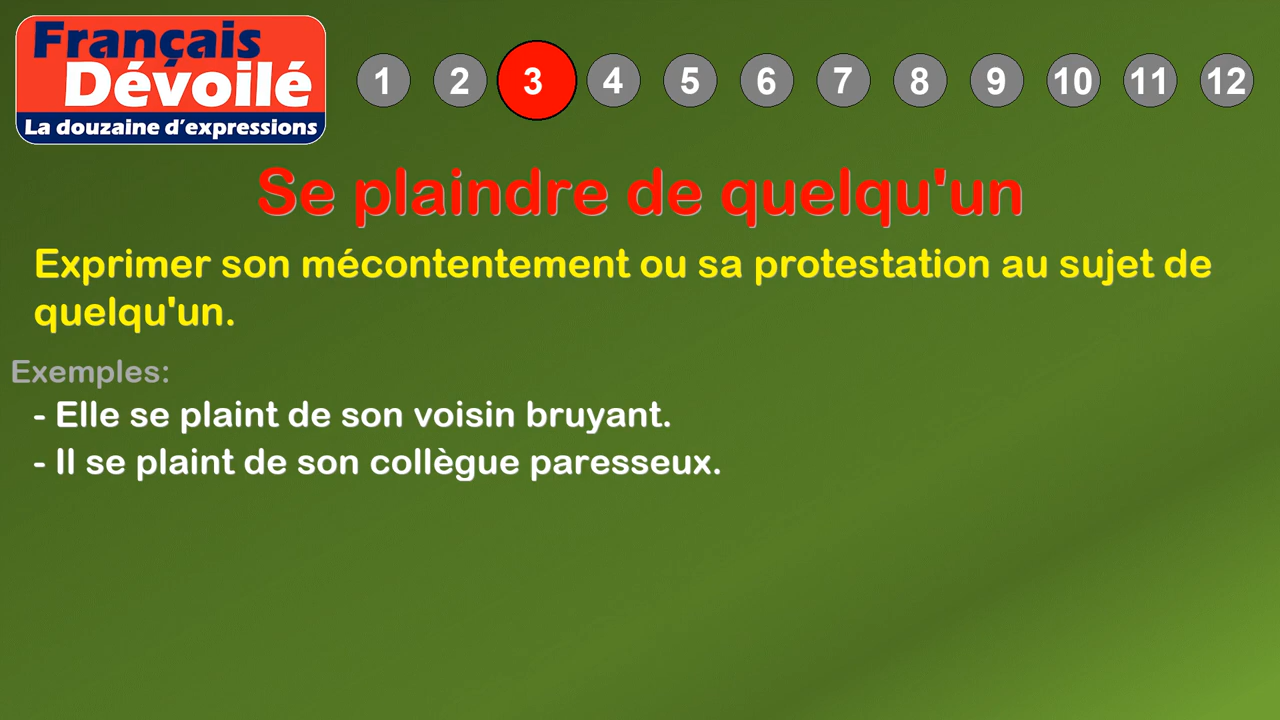 Français
Dévoilé
La douzaine d'expressions
1 2 3 4 5 6 7 8 9 10 11 12
Se plaindre de quelqu'un
Exprimer son mécontentement ou sa protestation au sujet de
quelqu'un.
Exemples:
- Elle se plaint de son voisin bruyant.
- Il se plaint de son collègue paresseux.